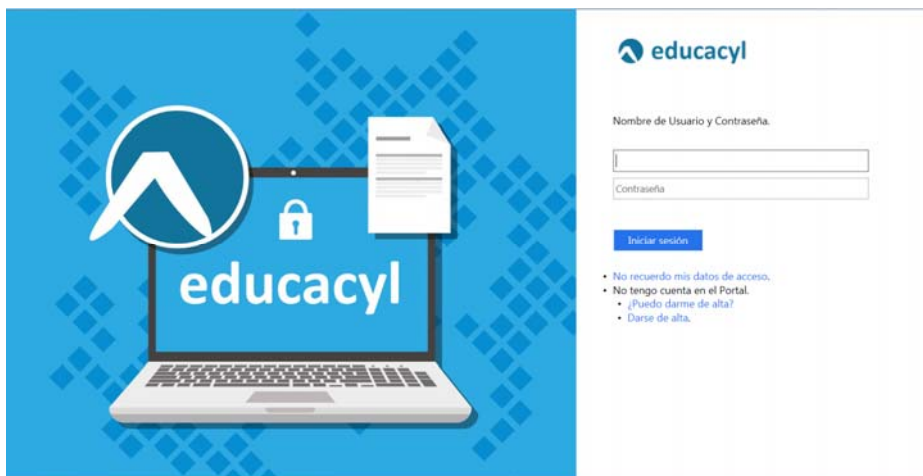 educacyl
educacyl
Nombre de Usuario y Contraseña.
Contraseña
Iniciar sesión
No recuerdo mis datos de acceso.
No tengo cuenta en el Portal.
¿Puedo darme de alta?
Darse de alta.